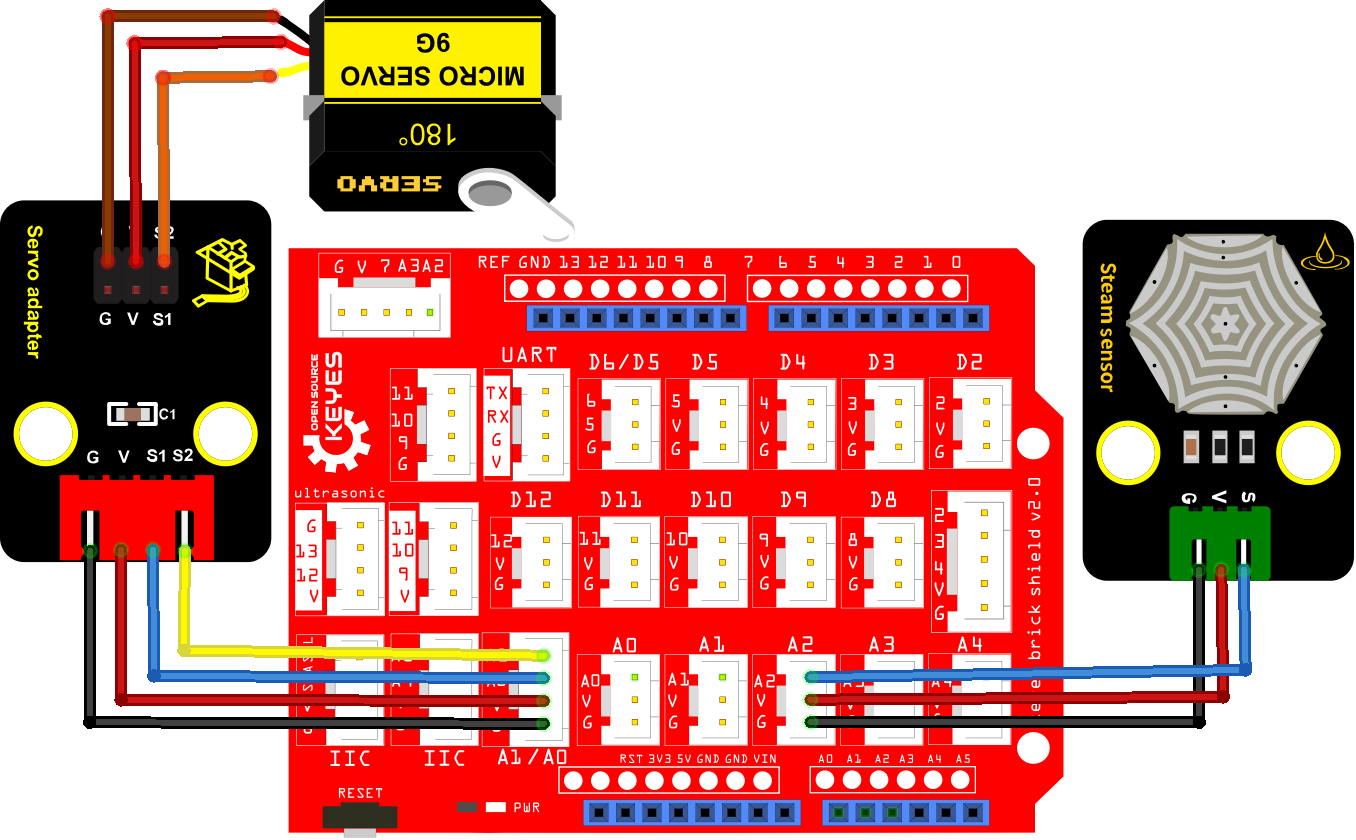 MICRO SERVO
9G
180°
SERVO
Servo adapter
S2
G V S1
C1
G V S1 S2
Steam sensor
G V S
G V 7 A3 A2
REF GND 13 12 11 10 9 8
7 6 5 4 3 2 1 0
OPEN SOURCE
KEYES
11
10
9
G
UART
TX
RX
G
V
D6/D5
6
5
G
D5
5
V
G
D4
4
V
G
D3
3
V
G
D2
2
V
G
ultrasonic
G
13
12
V
11
10
9
V
D12
12
V
G
D11
11
V
G
D10
10
V
G
D9
9
V
G
D8
8
V
G
2
3
4
V
G
brick shield v2.0
IIC
IIC
A1/A0
A0
A0
V
G
A1
A1
V
G
A2
A2
V
G
A3
A4
RST 3V3 5V GND GND VIN
A0 A1 A2 A3 A4 A5
RESET
PWR